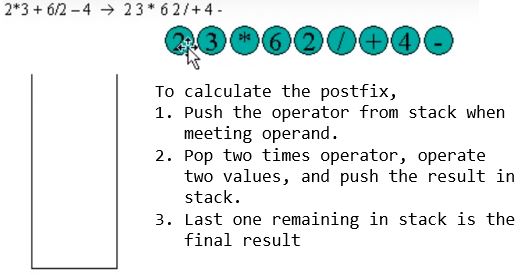 2*3 + 6/2 – 4 → 2 3 * 6 2 / + 4 -
2 3 * 6 2 / + 4 -
To calculate the postfix,
1. Push the operator from stack when
meeting operand.
2. Pop two times operator, operate
two values, and push the result in
stack.
3. Last one remaining in stack is the
final result